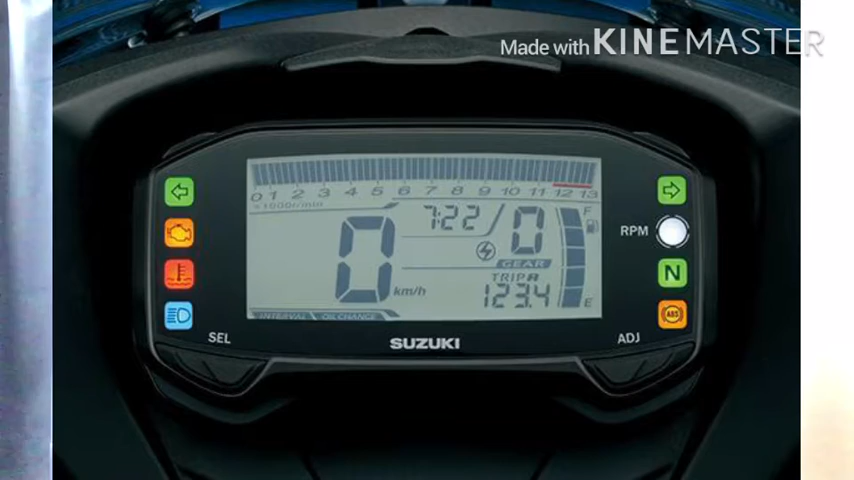 Made with KINEMASTER
0 1 2 3 4 5 6 7 8 9 10 11 12 13
×1000r/min
7:22 0 F
RPM
GEAR
N
0 km/h
TRIP A
123.4 E
ABS
INTERVAL OIL CHANGE
SEL SUZUKI ADJ